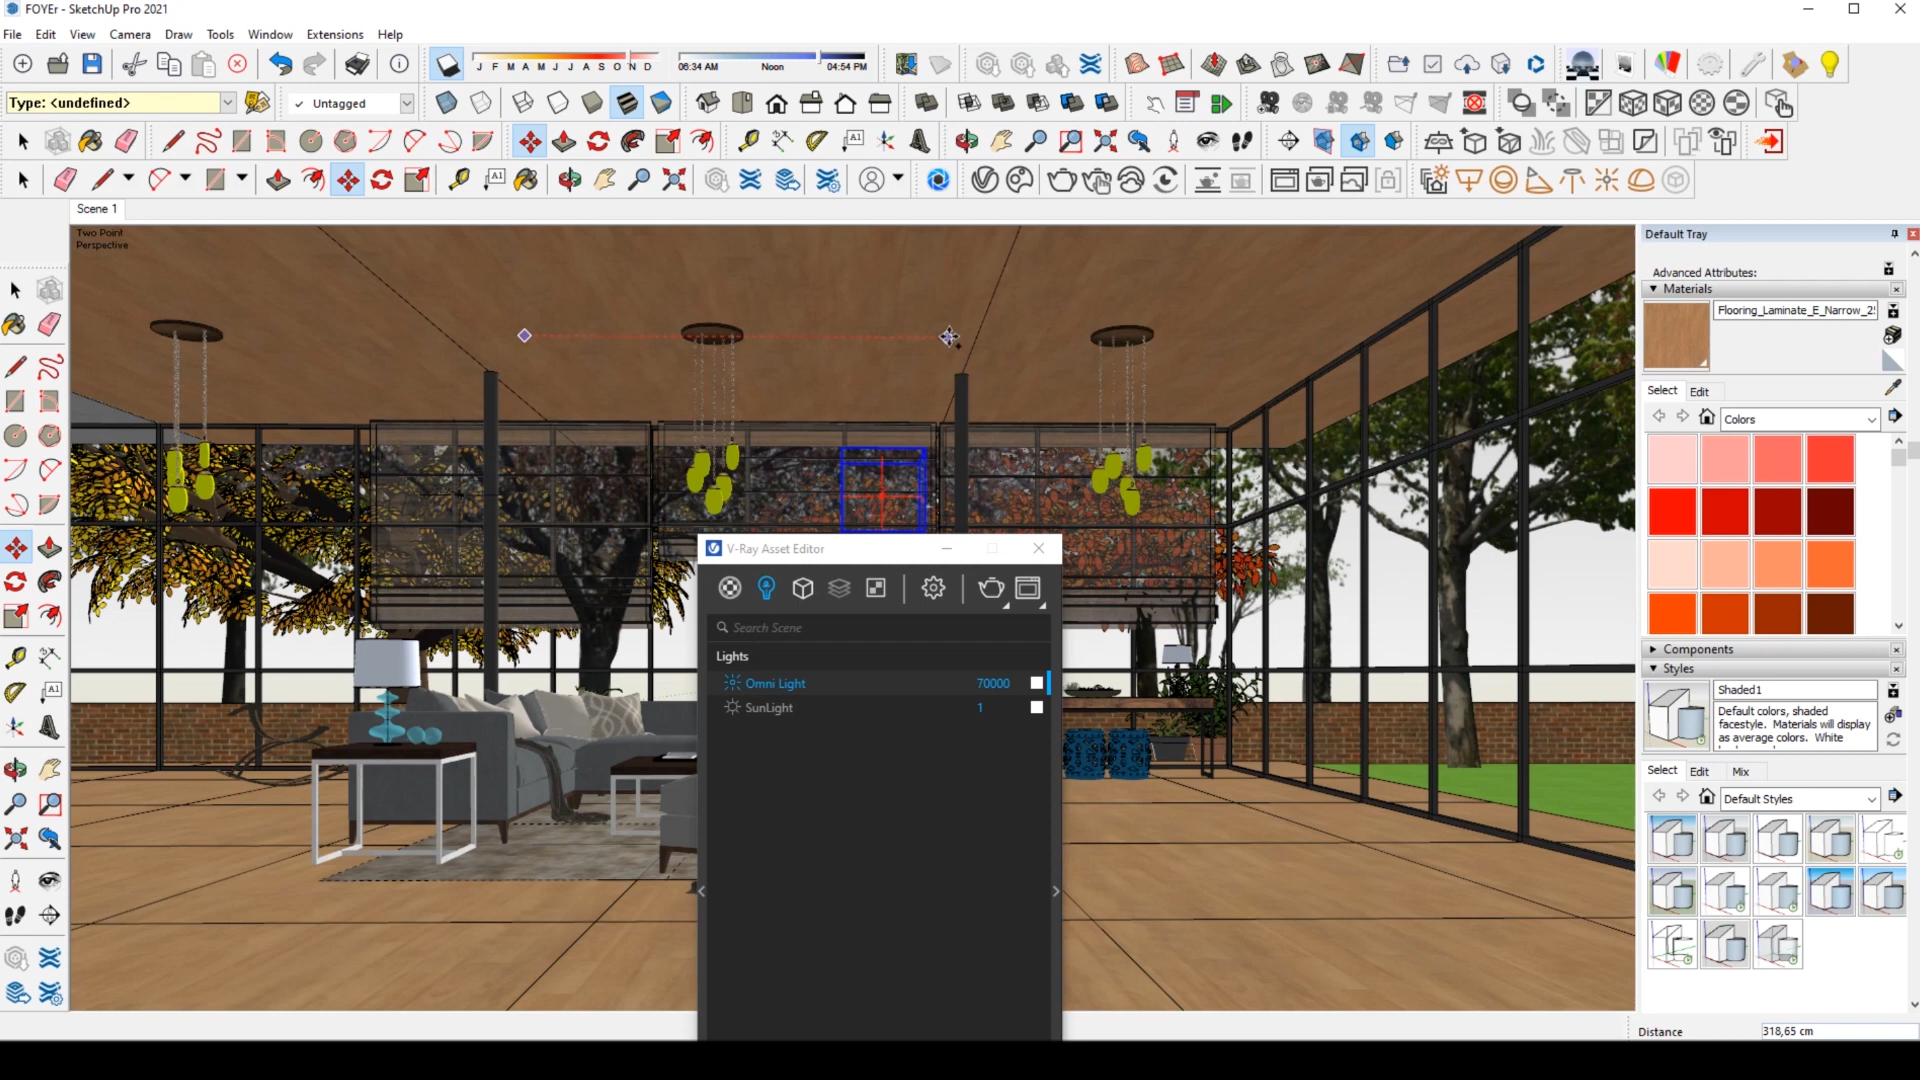 FOYEr - SketchUp Pro 2021
File Edit View Camera Draw Tools Window Extensions Help
J F M A M J J A S O N D
06:34 AM Noon 04:54 PM
Type: <undefined>
✓ Untagged
A1
A1
Scene 1
Two Point
Perspective
Default Tray
Advanced Attributes:
Materials
Flooring_Laminate_E_Narrow_2
Select Edit
Colors
V-Ray Asset Editor
Search Scene
Lights
Omni Light 70000
SunLight 1
A1
Components
Styles
Shaded1
Default colors, shaded
facestyle. Materials will display
as average colors. White
Select Edit Mix
Default Styles
Distance 318,65 cm